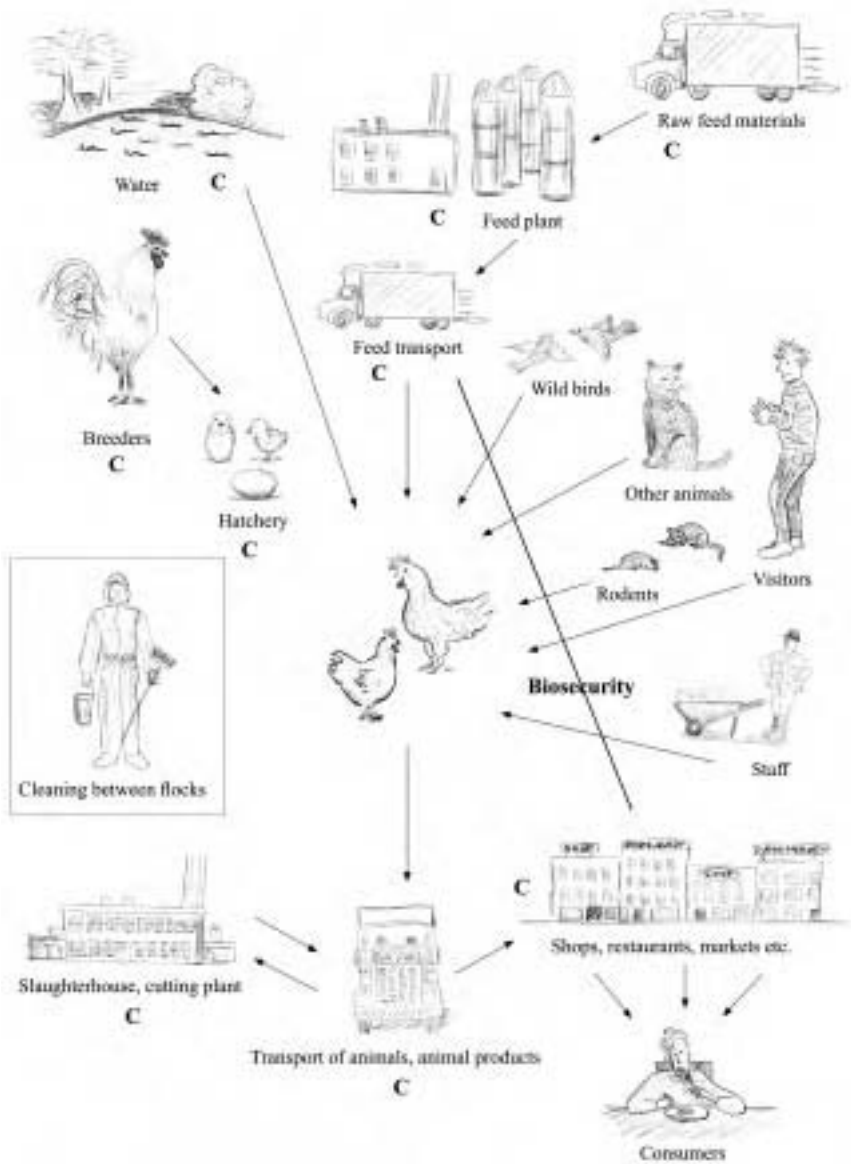 Raw feed materials
C
Water
C
C
Feed plant
Feed transport
C
Wild birds
Breeders
C
Other animals
Hatchery
C
Rodents
Visitors
Biosecurity
Staff
Cleaning between flocks
C
Shops, restaurants, markets etc.
Slaughterhouse, cutting plant
C
Transport of animals, animal products
C
Consumers